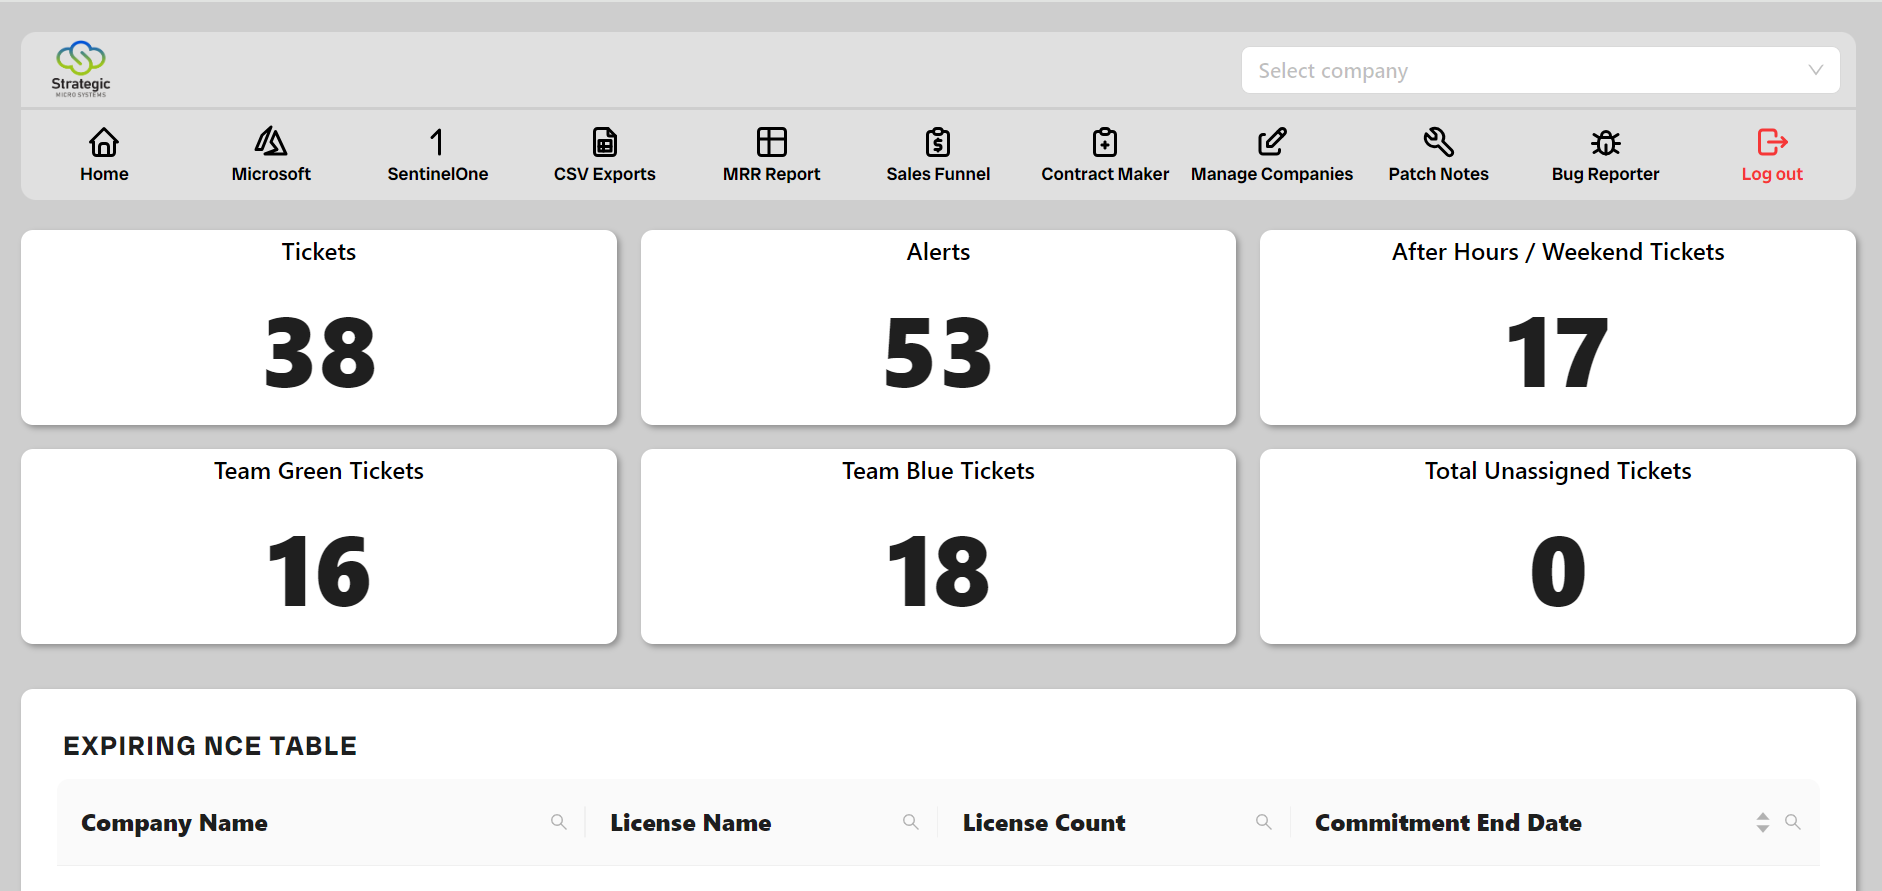 Strategic
MICRO SYSTEMS
Select company
Home
Microsoft
SentinelOne
CSV Exports
MRR Report
Sales Funnel
Contract Maker
Manage Companies
Patch Notes
Bug Reporter
Log out
Tickets
38
Alerts
53
After Hours / Weekend Tickets
17
Team Green Tickets
16
Team Blue Tickets
18
Total Unassigned Tickets
0
EXPIRING NCE TABLE
Company Name
License Name
License Count
Commitment End Date